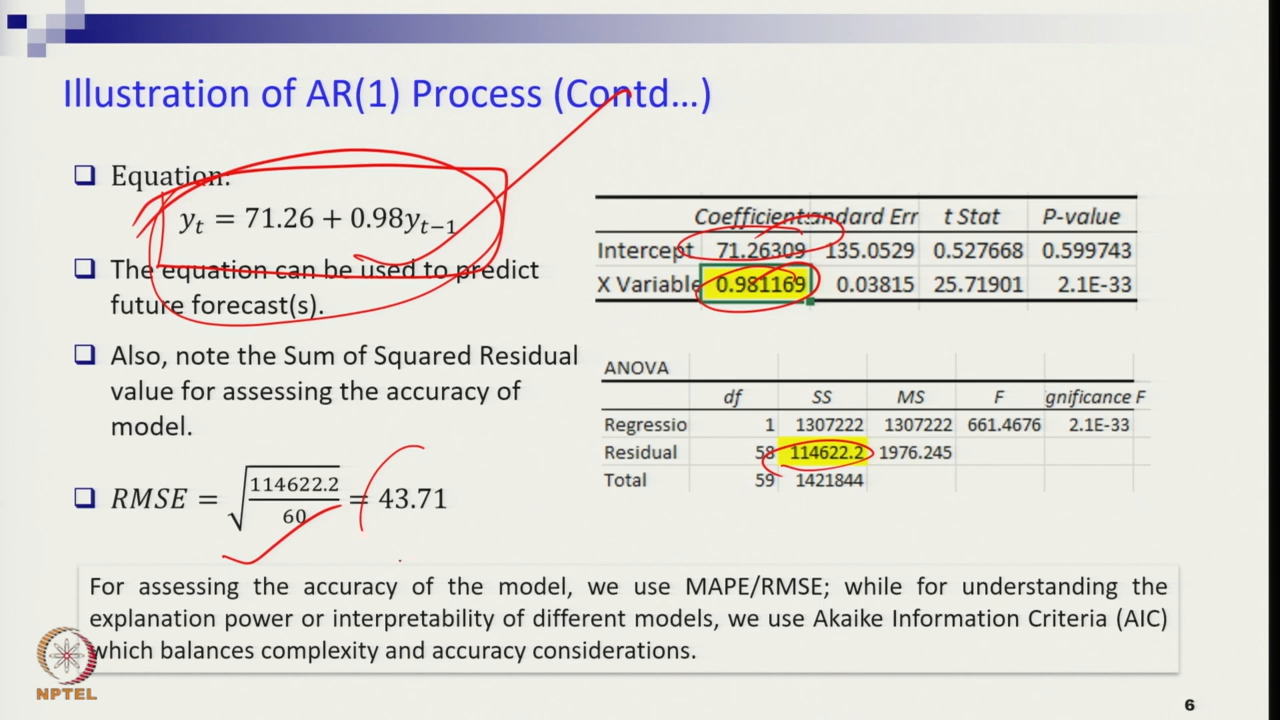 Illustration of AR(1) Process (Contd…)
❑ Equation:
y_t = 71.26 + 0.98y_{t−1}
❑ The equation can be used to predict
future forecast(s).
❑ Also, note the Sum of Squared Residual
value for assessing the accuracy of
model.
❑ RMSE = √(114622.2/60) = 43.71
Coefficients andard Err t Stat P-value
Intercept 71.26309 135.0529 0.527668 0.599743
X Variable 0.981169 0.03815 25.71901 2.1E-33
ANOVA
df SS MS F gnificance F
Regressio 1 1307222 1307222 661.4676 2.1E-33
Residual 58 114622.2 1976.245
Total 59 1421844
For assessing the accuracy of the model, we use MAPE/RMSE; while for understanding the
explanation power or interpretability of different models, we use Akaike Information Criteria (AIC)
which balances complexity and accuracy considerations.
NPTEL
6